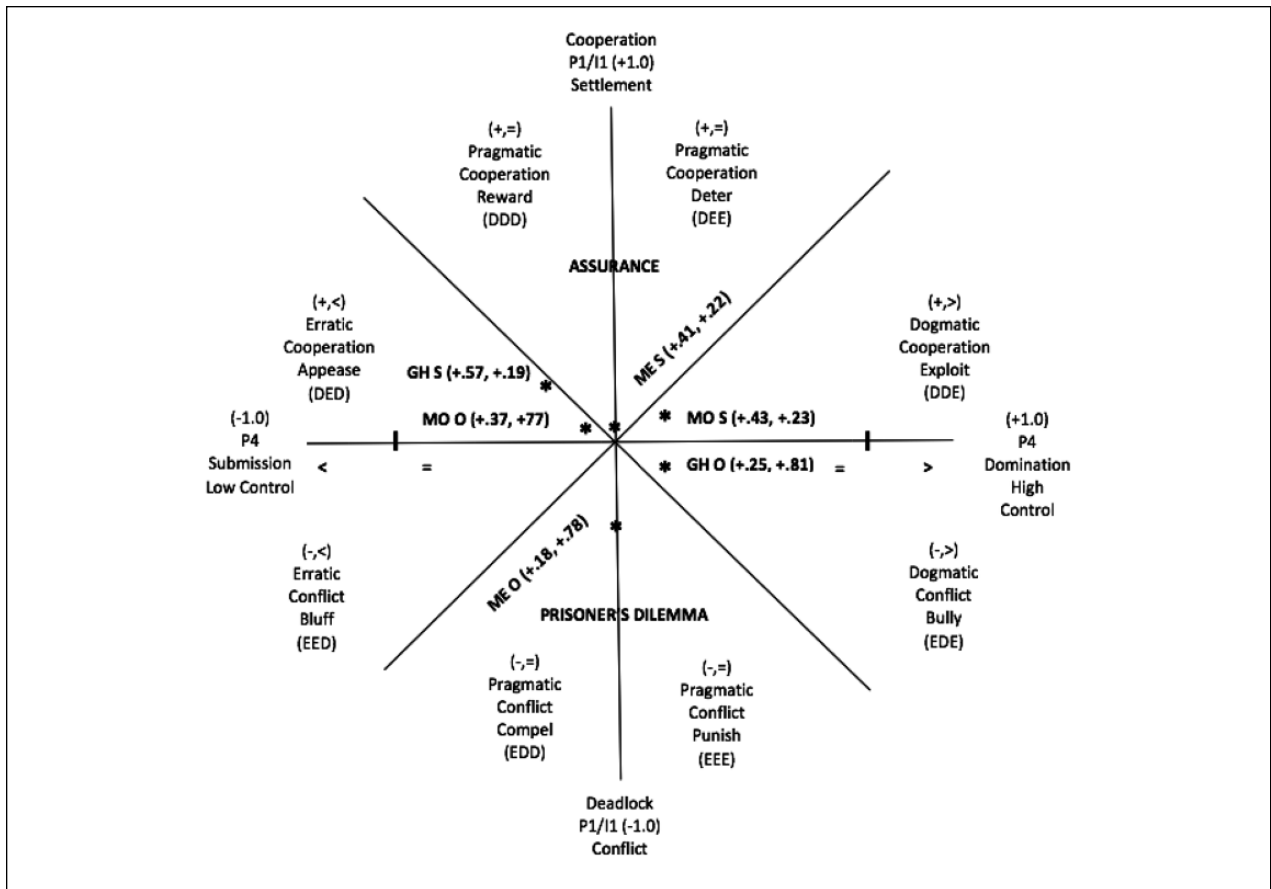 Cooperation
P1/I1 (+1.0)
Settlement
(+,=)
Pragmatic
Cooperation
Reward
(DDD)
(+,=)
Pragmatic
Cooperation
Deter
(DEE)
ASSURANCE
(+,<)
Erratic
Cooperation
Appease
(DED)
ME S (+.41, +.22)
(+,>)
Dogmatic
Cooperation
Exploit
(DDE)
GH S (+.57, +.19)
*
MO O (+.37, +77)
* *
* MO S (+.43, +.23)
(-1.0)
P4
Submission
Low Control
< =
* GH O (+.25, +.81) = >
(+1.0)
P4
Domination
High
Control
ME O (+.18, +.78)
*
(-,<)
Erratic
Conflict
Bluff
(EED)
(-,>)
Dogmatic
Conflict
Bully
(EDE)
PRISONER'S DILEMMA
(-,=)
Pragmatic
Conflict
Compel
(EDD)
(-,=)
Pragmatic
Conflict
Punish
(EEE)
Deadlock
P1/I1 (-1.0)
Conflict